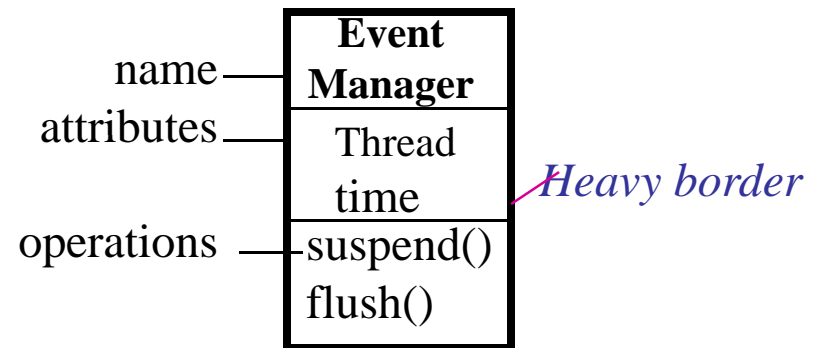 name
attributes
operations
Event
Manager
Thread
time
suspend()
flush()
Heavy border